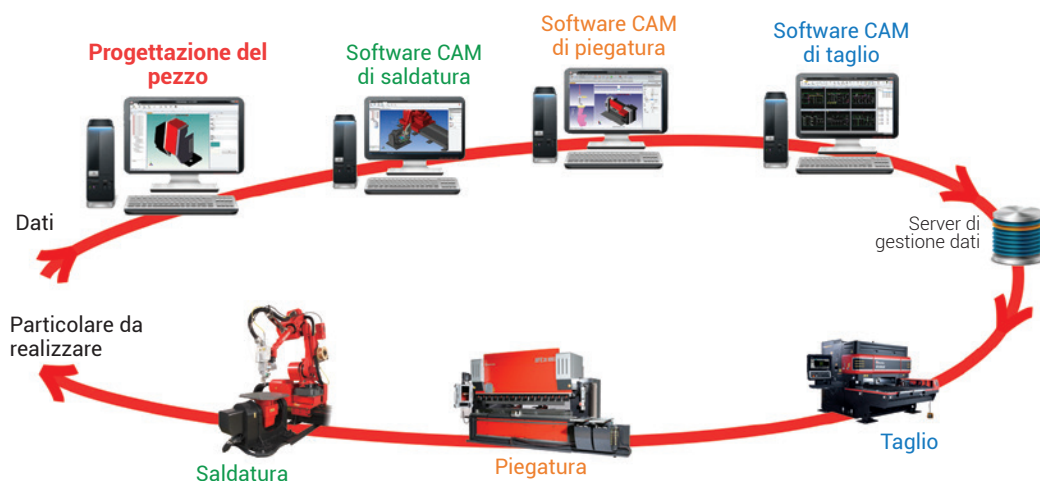 Progettazione del
pezzo
Software CAM
di saldatura
Software CAM
di piegatura
Software CAM
di taglio
Dati
Server di
gestione dati
Particolare da
realizzare
Saldatura
Piegatura
Taglio